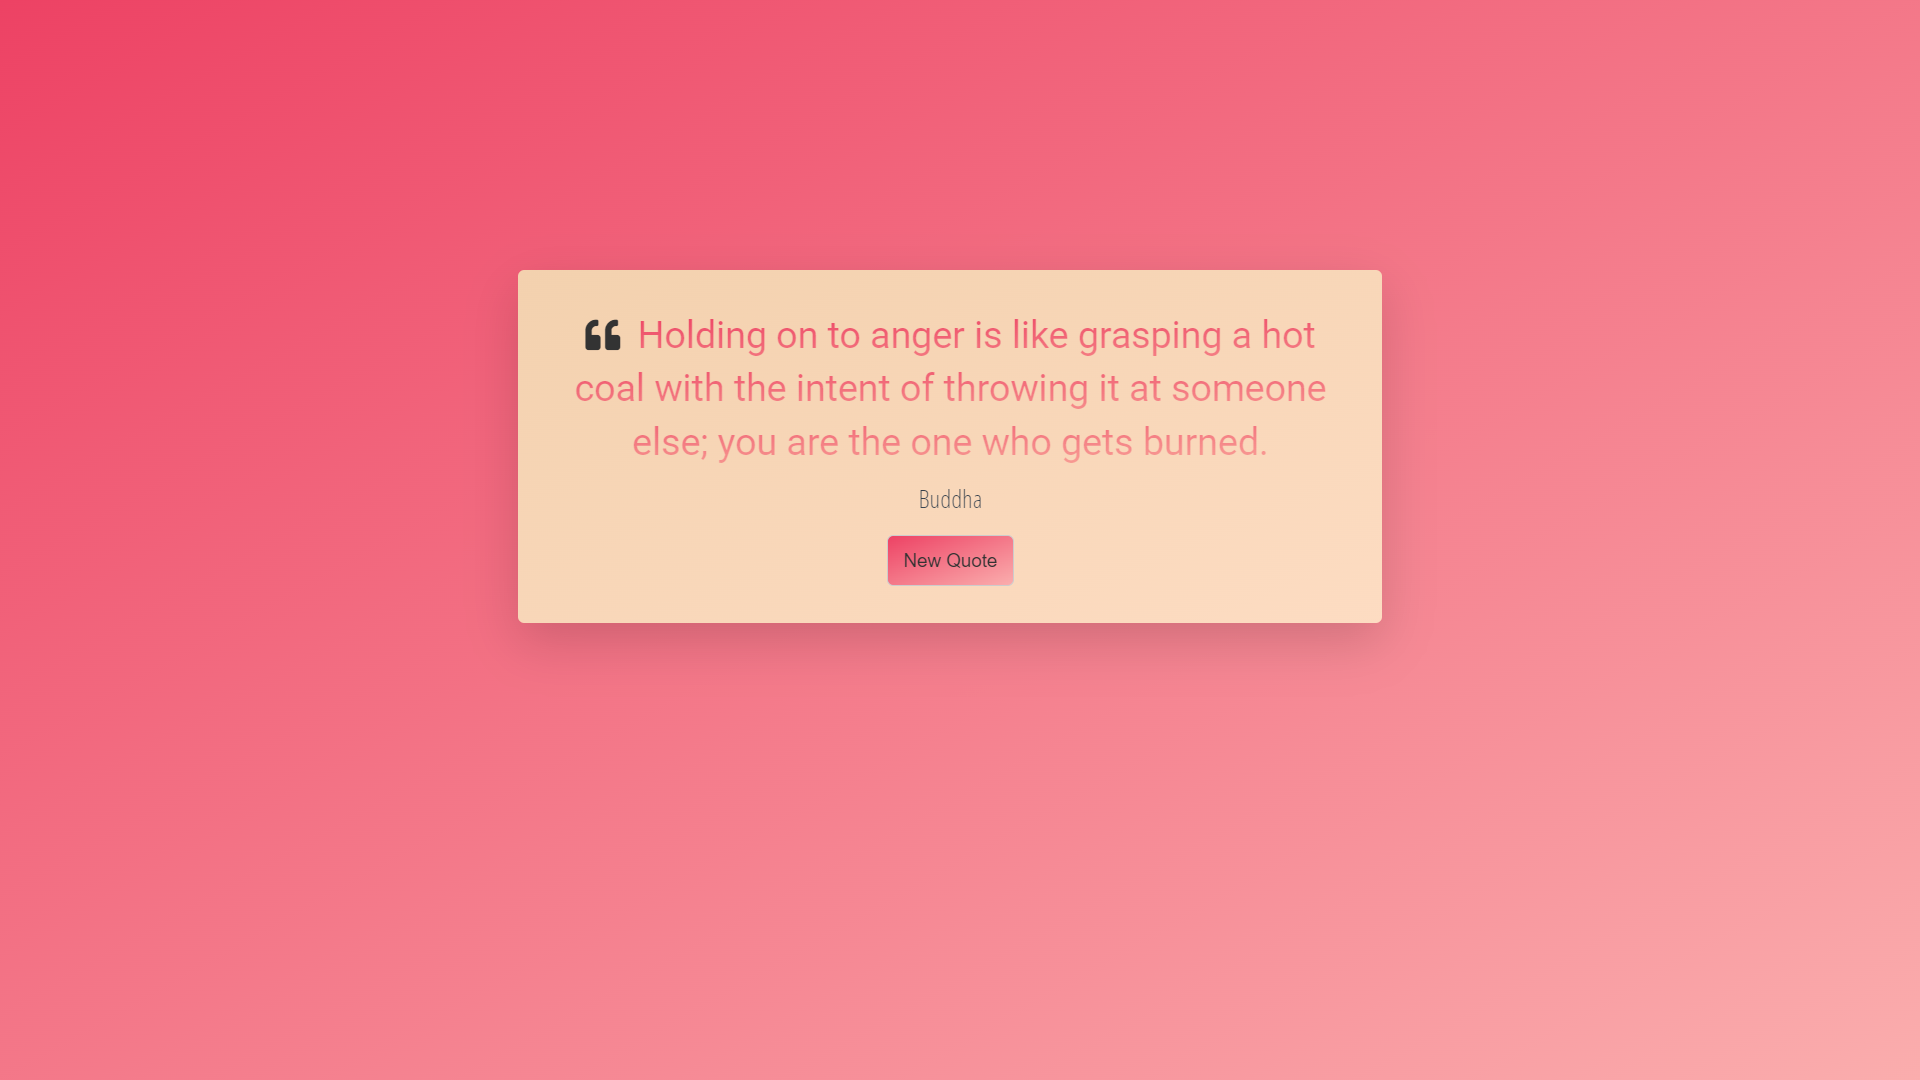 ❝ Holding on to anger is like grasping a hot
coal with the intent of throwing it at someone
else; you are the one who gets burned.
Buddha
New Quote